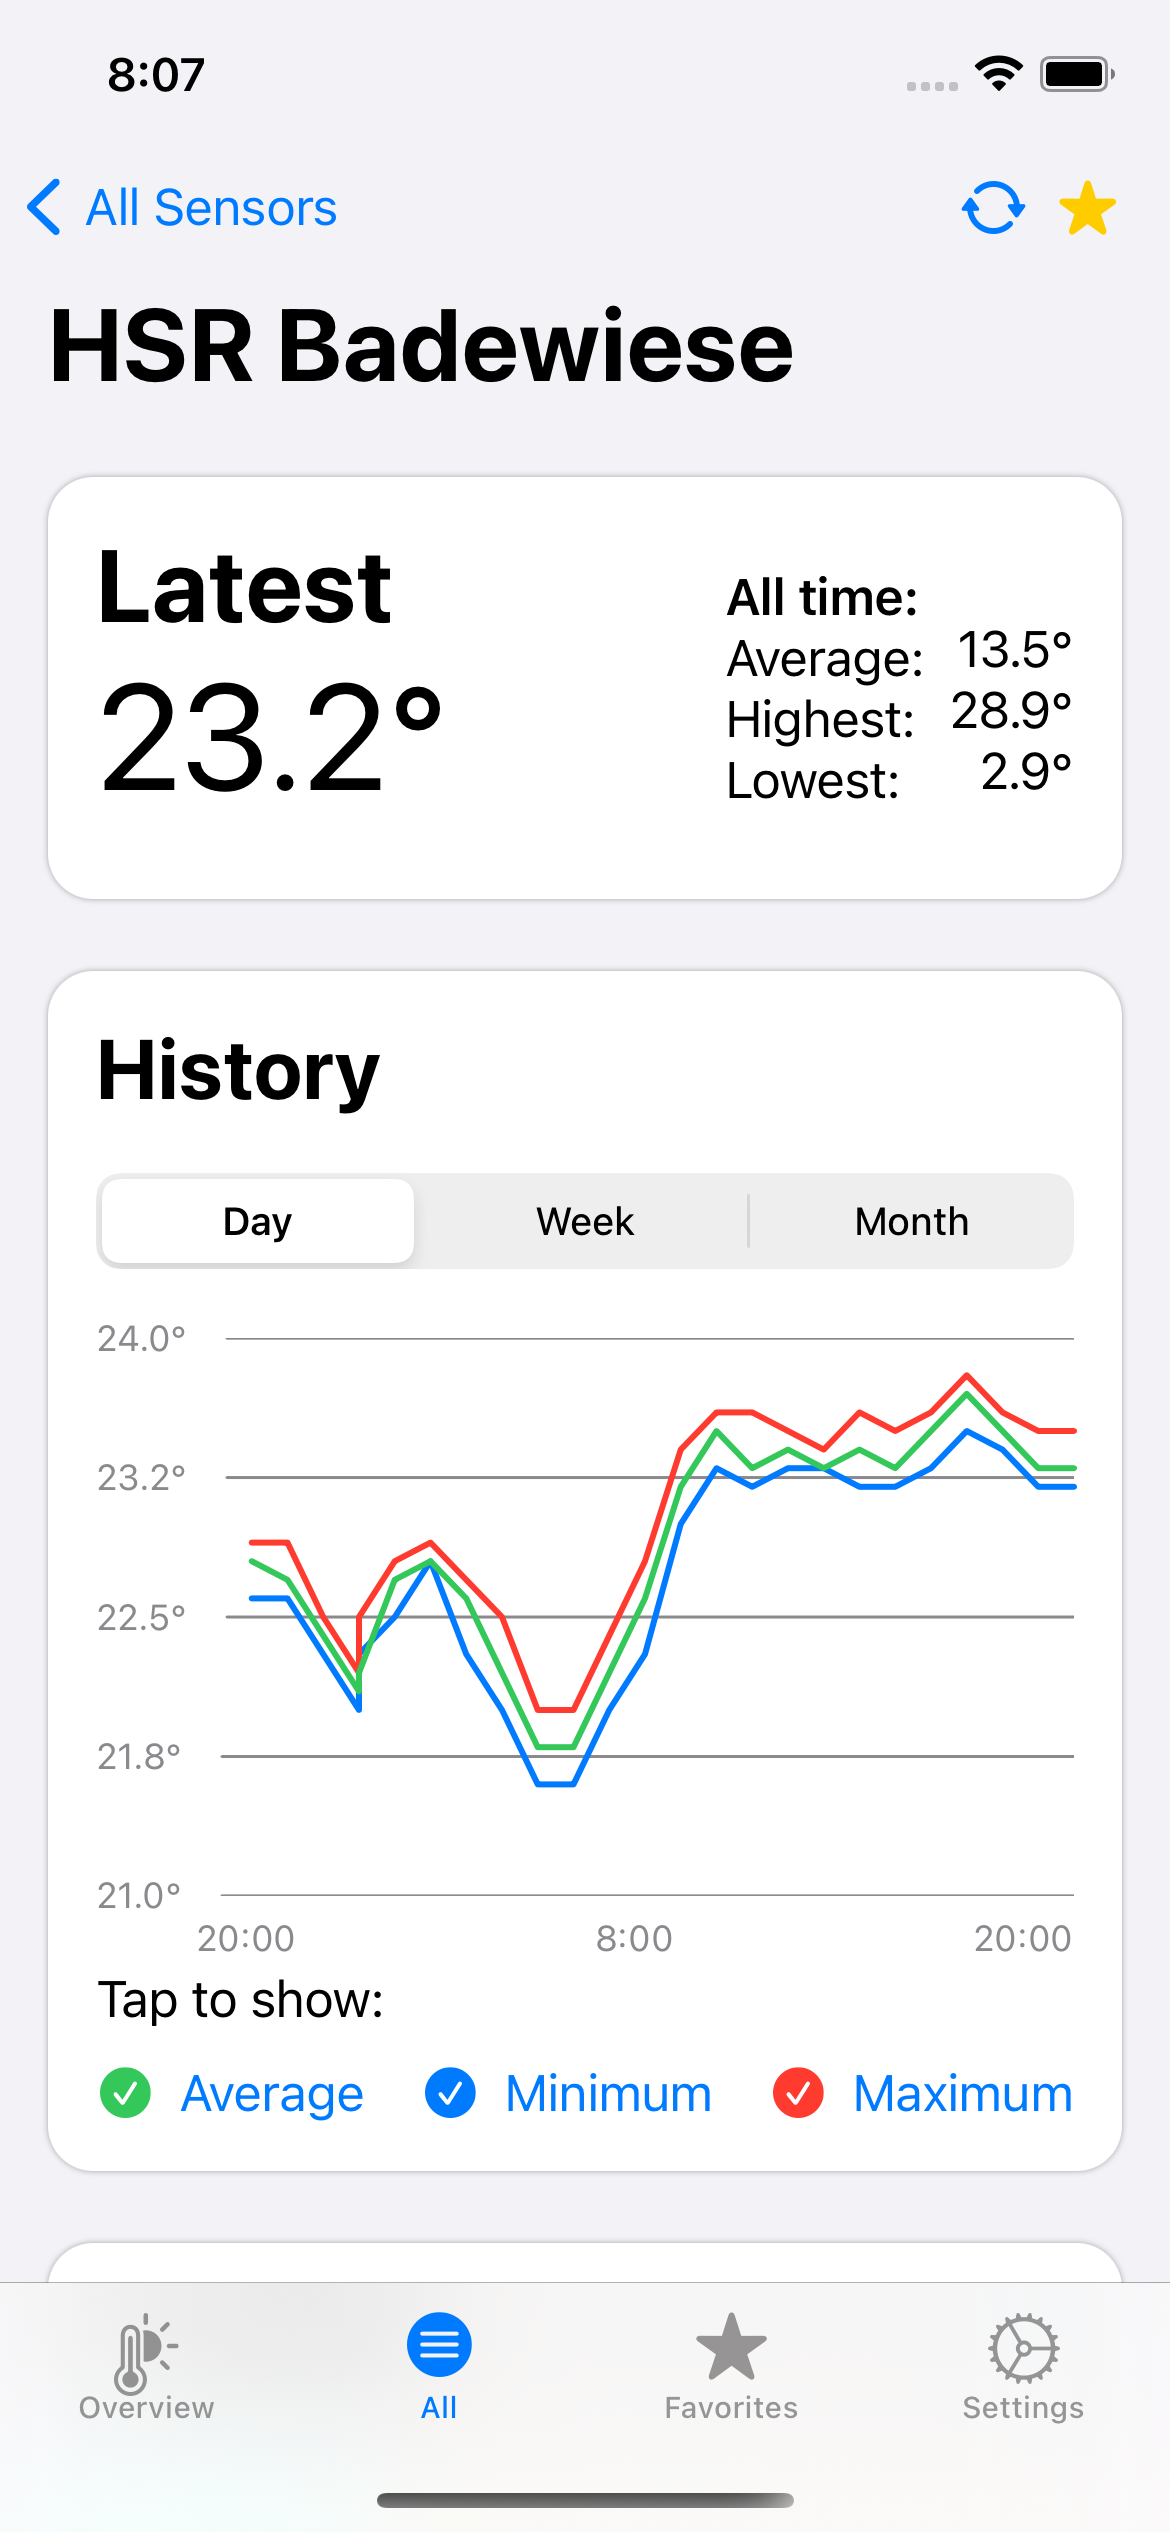 8:07
All Sensors
HSR Badewiese
Latest
23.2°
All time:
Average: 13.5°
Highest: 28.9°
Lowest: 2.9°
History
Day Week Month
24.0°
23.2°
22.5°
21.8°
21.0°
20:00 8:00 20:00
Tap to show:
Average Minimum Maximum
Overview All Favorites Settings